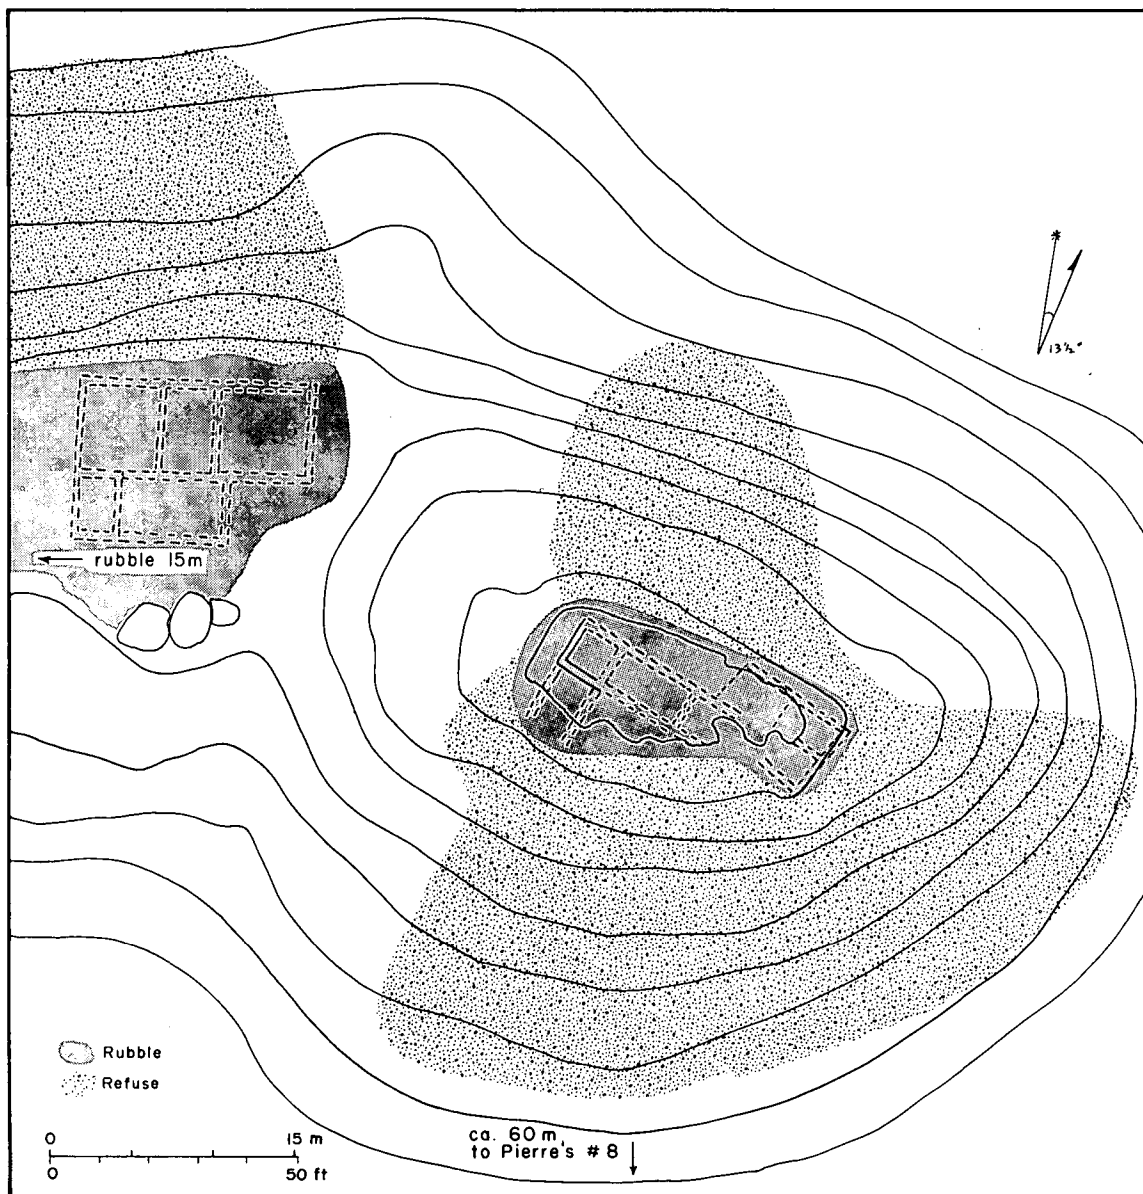 *
13½°
rubble 15m
Rubble
Refuse
0 15 m
0 50 ft
ca. 60 m,
to Pierre's # 8